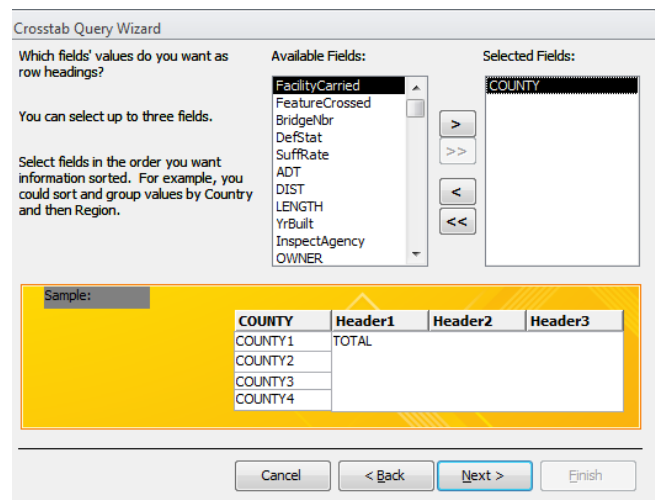 Crosstab Query Wizard
Which fields' values do you want as
row headings?
You can select up to three fields.
Select fields in the order you want
information sorted. For example, you
could sort and group values by Country
and then Region.
Available Fields:
FacilityCarried
FeatureCrossed
BridgeNbr
DefStat
SuffRate
ADT
DIST
LENGTH
YrBuilt
InspectAgency
OWNER
>
>>
<
<<
Selected Fields:
COUNTY
Sample:
COUNTY Header1 Header2 Header3
COUNTY1 TOTAL
COUNTY2
COUNTY3
COUNTY4
Cancel < Back Next > Finish